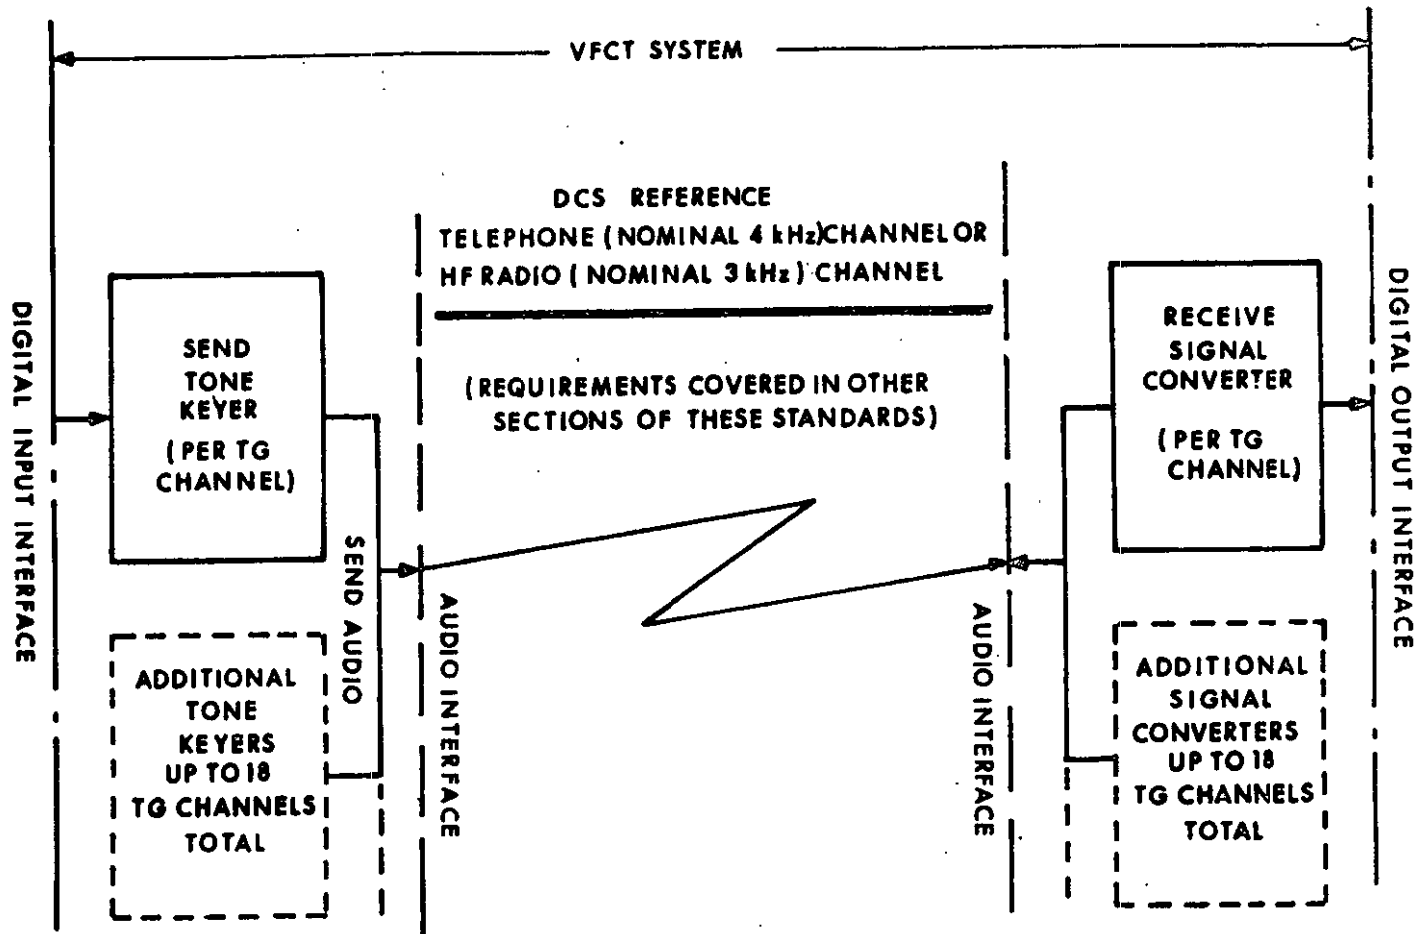 VFCT SYSTEM
DCS REFERENCE
TELEPHONE (NOMINAL 4 kHz) CHANNEL OR
HF RADIO (NOMINAL 3 kHz) CHANNEL
(REQUIREMENTS COVERED IN OTHER
SECTIONS OF THESE STANDARDS)
DIGITAL INPUT INTERFACE
SEND
TONE
KEYER
(PER TG
CHANNEL)
ADDITIONAL
TONE
KEYERS
UP TO 18
TG CHANNELS
TOTAL
SEND AUDIO
AUDIO INTERFACE
AUDIO INTERFACE
RECEIVE
SIGNAL
CONVERTER
(PER TG
CHANNEL)
ADDITIONAL
SIGNAL
CONVERTERS
UP TO 18
TG CHANNELS
TOTAL
DIGITAL OUTPUT INTERFACE